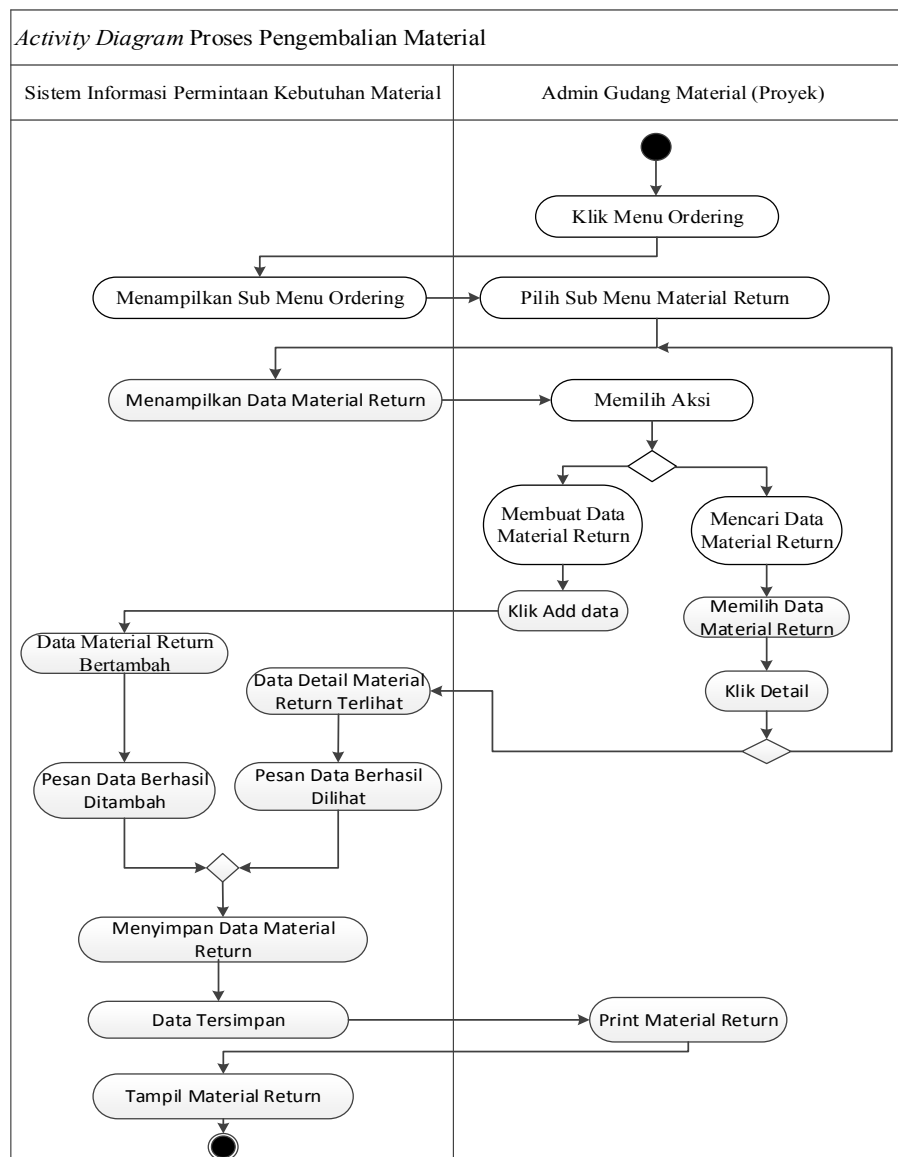 Activity Diagram Proses Pengembalian Material
Sistem Informasi Permintaan Kebutuhan Material
Admin Gudang Material (Proyek)
Klik Menu Ordering
Menampilkan Sub Menu Ordering
Pilih Sub Menu Material Return
Menampilkan Data Material Return
Memilih Aksi
Membuat Data
Material Return
Mencari Data
Material Return
Klik Add data
Memilih Data
Material Return
Data Material Return
Bertambah
Data Detail Material
Return Terlihat
Klik Detail
Pesan Data Berhasil
Ditambah
Pesan Data Berhasil
Dilihat
Menyimpan Data Material
Return
Data Tersimpan
Print Material Return
Tampil Material Return